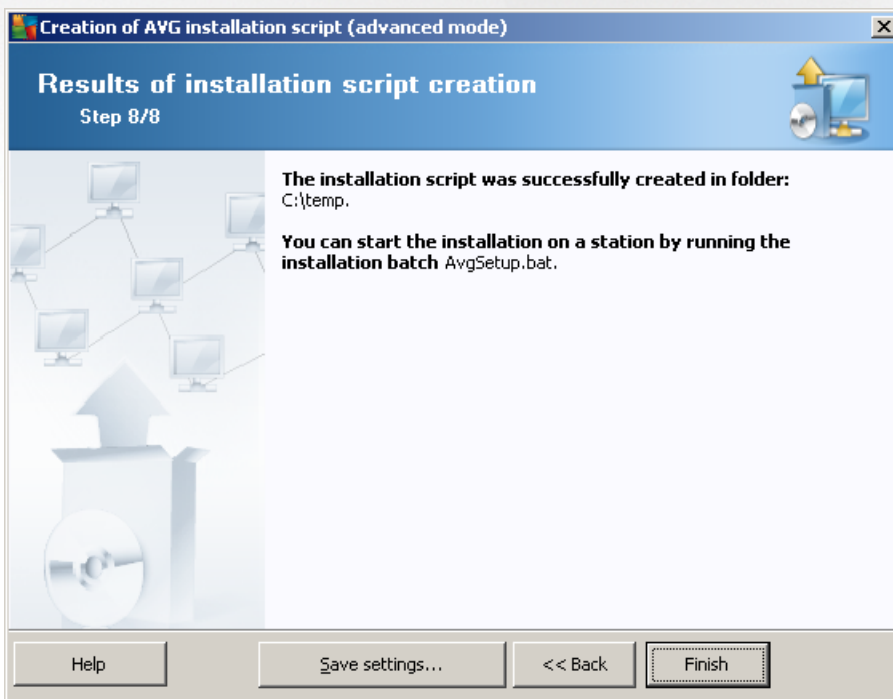 Creation of AVG installation script (advanced mode)
Results of installation script creation
Step 8/8
The installation script was successfully created in folder:
C:\temp.
You can start the installation on a station by running the
installation batch AvgSetup.bat.
Help
Save settings...
<< Back
Finish